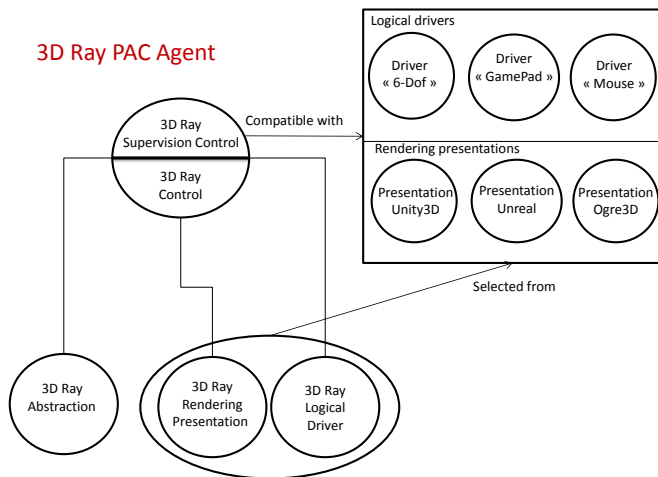 3D Ray PAC Agent
Logical drivers
Driver
« 6-Dof »
Driver
« GamePad »
Driver
« Mouse »
Compatible with
3D Ray
Supervision Control
3D Ray
Control
Rendering presentations
Presentation
Unity3D
Presentation
Unreal
Presentation
Ogre3D
Selected from
3D Ray
Abstraction
3D Ray
Rendering
Presentation
3D Ray
Logical
Driver